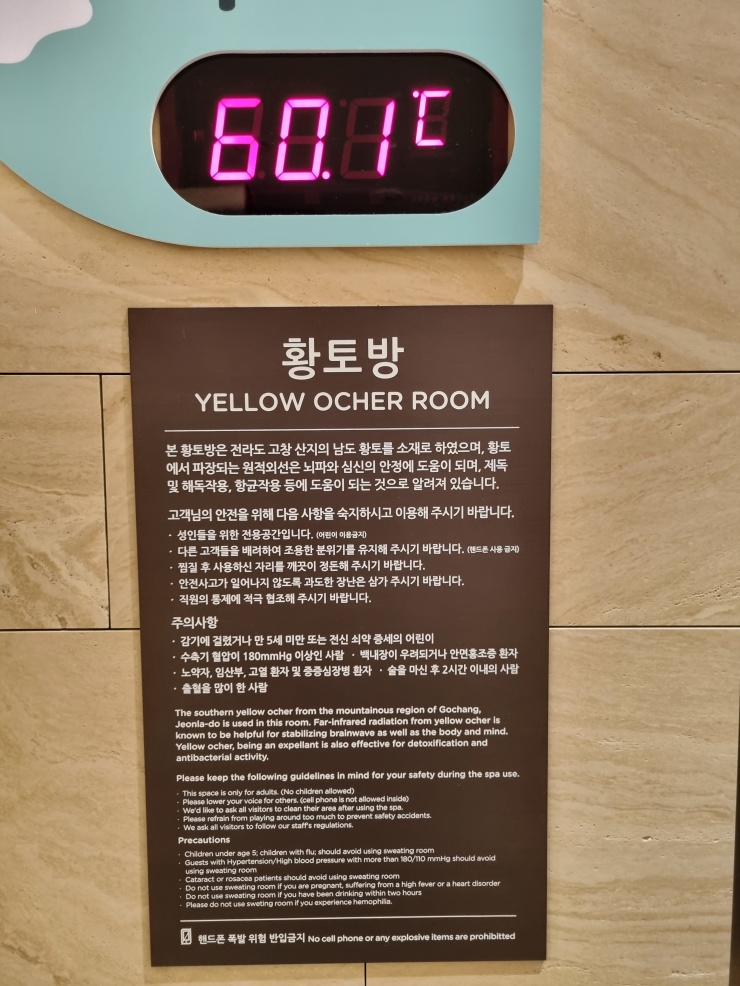 60.1℃
황토방
YELLOW OCHER ROOM
본 황토방은 전라도 고창 산지의 남도 황토를 소재로 하였으며, 황토
에서 파장되는 원적외선은 뇌파와 심신의 안정에 도움이 되며, 제독
및 해독작용, 항균작용 등에 도움이 되는 것으로 알려져 있습니다.
고객님의 안전을 위해 다음 사항을 숙지하시고 이용해 주시기 바랍니다.
· 성인들을 위한 전용공간입니다. (어린이 이용금지)
· 다른 고객들을 배려하여 조용한 분위기를 유지해 주시기 바랍니다. (핸드폰 사용 금지)
· 찜질 후 사용하신 자리를 깨끗이 정돈해 주시기 바랍니다.
· 안전사고가 일어나지 않도록 과도한 장난은 삼가 주시기 바랍니다.
· 직원의 통제에 적극 협조해 주시기 바랍니다.
주의사항
· 감기에 걸렸거나 만 5세 미만 또는 전신 쇠약 증세의 어린이
· 수축기 혈압이 180mmHg 이상인 사람 · 백내장이 우려되거나 안면홍조증 환자
· 노약자, 임산부, 고열 환자 및 중증심장병 환자 · 술을 마신 후 2시간 이내의 사람
· 출혈을 많이 한 사람
The southern yellow ocher from the mountainous region of Gochang,
Jeonla-do is used in this room. Far-infrared radiation from yellow ocher is
known to be helpful for stabilizing brainwave as well as the body and mind.
Yellow ocher, being an expellant is also effective for detoxification and
antibacterial activity.
Please keep the following guidelines in mind for your safety during the spa use.
· This space is only for adults. (No children allowed)
· Please lower your voice for others. (cell phone is not allowed inside)
· We'd like to ask all visitors to clean their area after using the spa.
· Please refrain from playing around too much to prevent safety accidents.
· We ask all visitors to follow our staff's regulations.
Precautions
· Children under age 5; children with flu; should avoid using sweating room
· Guests with Hypertension/High blood pressure with more than 180/110 mmHg should avoid
using sweating room
· Cataract or rosacea patients should avoid using sweating room
· Do not use sweating room if you are pregnant, suffering from a high fever or a heart disorder
· Do not use sweating room if you have been drinking within two hours
· Please do not use sweting room if you experience hemophilia.
핸드폰 폭발 위험 반입금지 No cell phone or any explosive items are prohibitted